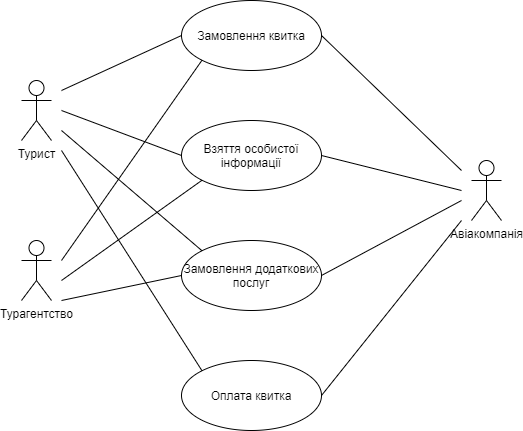 Замовлення квитка
Турист
Взяття особистої
інформації
Авіакомпанія
Замовлення додаткових
послуг
Турагентство
Оплата квитка